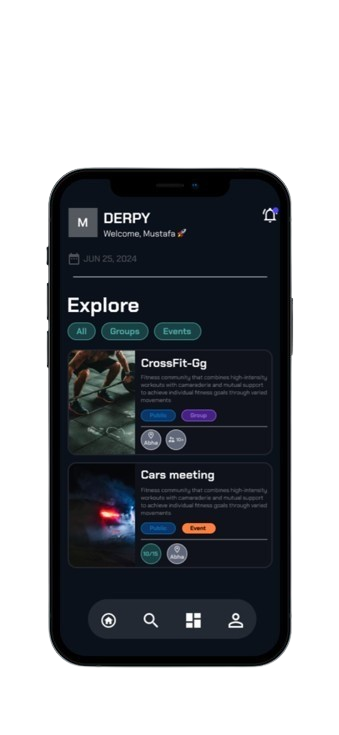 M
DERPY
Welcome, Mustafa 🚀
JUN 25, 2024
Explore
All
Groups
Events
CrossFit-Gg
Fitness community that combines high-intensity
workouts with camaraderie and mutual support
to achieve individual fitness goals through varied
movements
Public
Group
Abha
10+
Cars meeting
Fitness community that combines high-intensity
workouts with camaraderie and mutual support
to achieve individual fitness goals through varied
movements
Public
Event
10/15
Abha